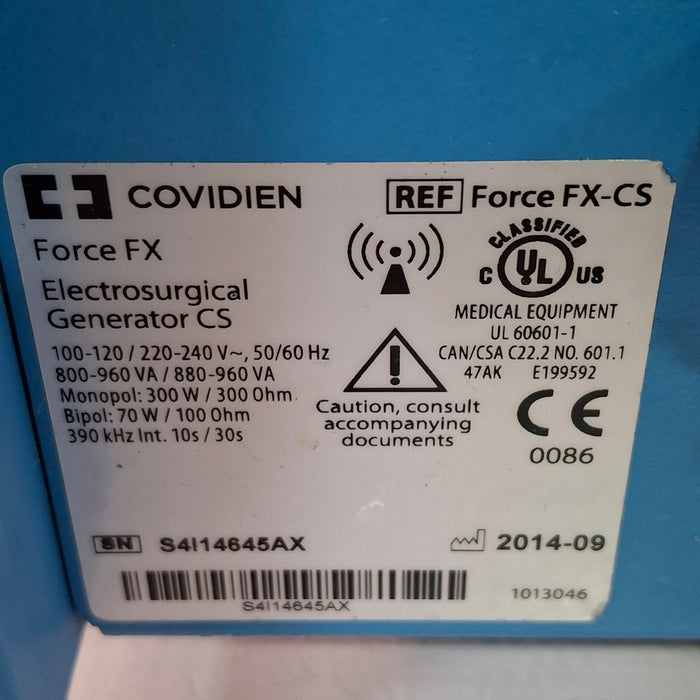 COVIDIEN
REF Force FX-CS
Force FX
Electrosurgical
Generator CS
100-120 / 220-240 V~, 50/60 Hz
800-960 VA / 880-960 VA
Monopol: 300 W / 300 Ohm
Bipol: 70 W / 100 Ohm
390 kHz Int. 10s / 30s
!
Caution, consult
accompanying
documents
CLASSIFIED
C UL US
MEDICAL EQUIPMENT
UL 60601-1
CAN/CSA C22.2 NO. 601.1
47AK E199592
CE
0086
SN S4I14645AX
2014-09
S4I14645AX
1013046